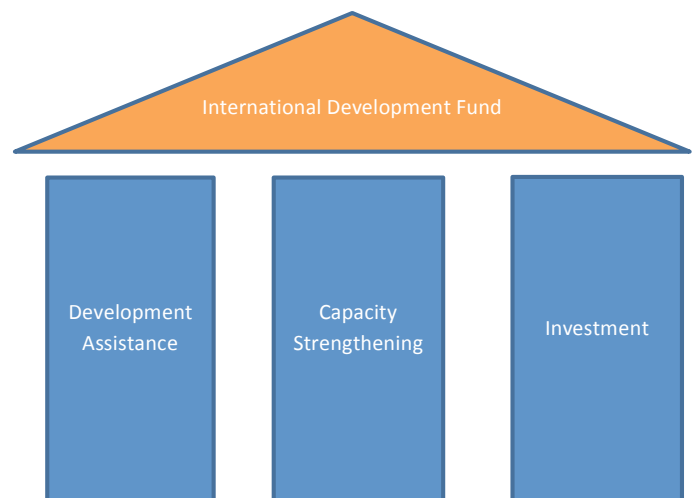 International Development Fund
Development
Assistance
Capacity
Strengthening
Investment